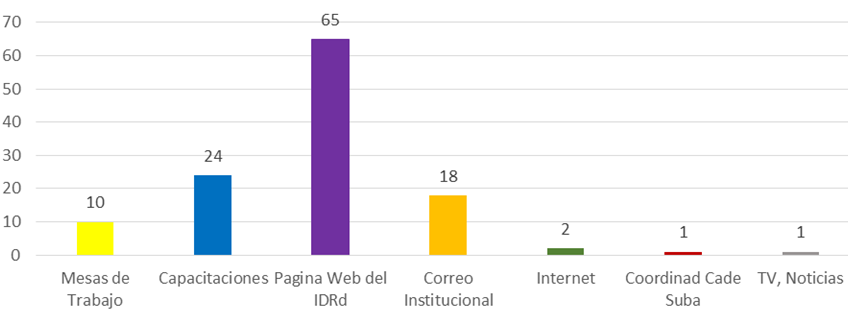 70
60
50
40
30
20
10
0
10
24
65
18
2
1
1
Mesas de
Trabajo
Capacitaciones
Pagina Web del
IDRd
Correo
Institucional
Internet
Coordinad Cade
Suba
TV, Noticias